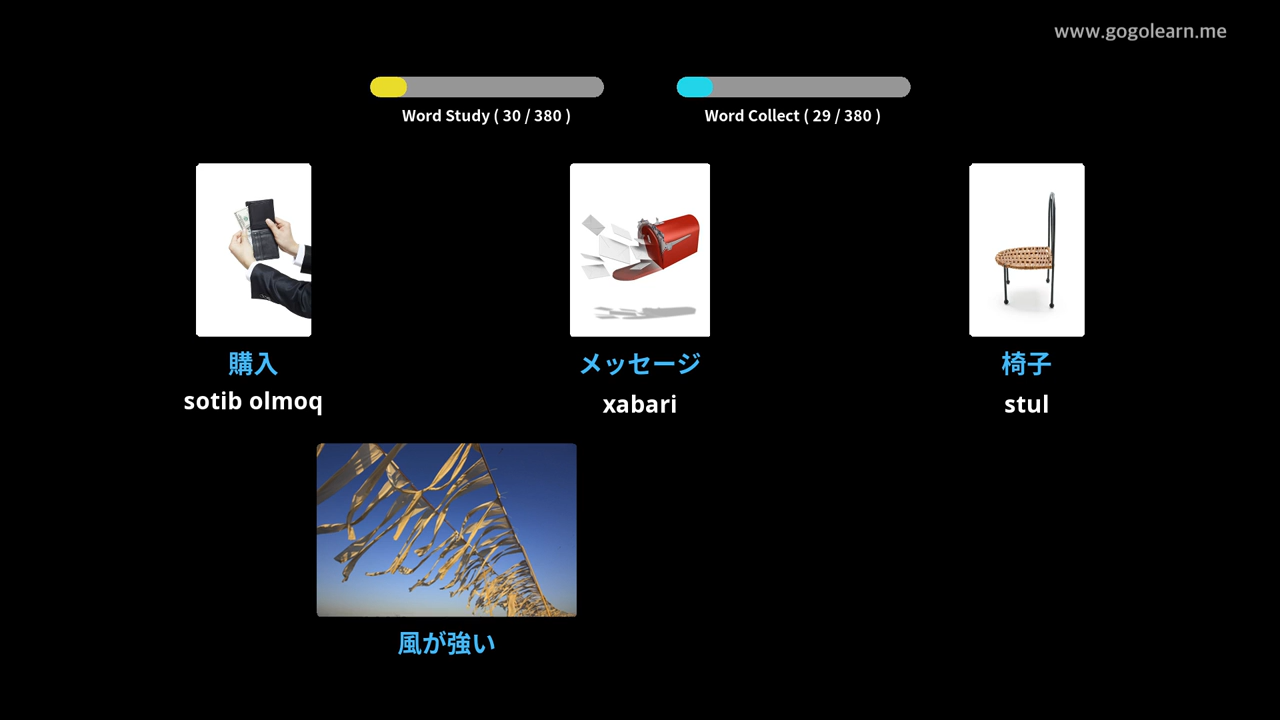 www.gogolearn.me
Word Study ( 30 / 380 )
Word Collect ( 29 / 380 )
購入
sotib olmoq
メッセージ
xabari
椅子
stul
風が強い